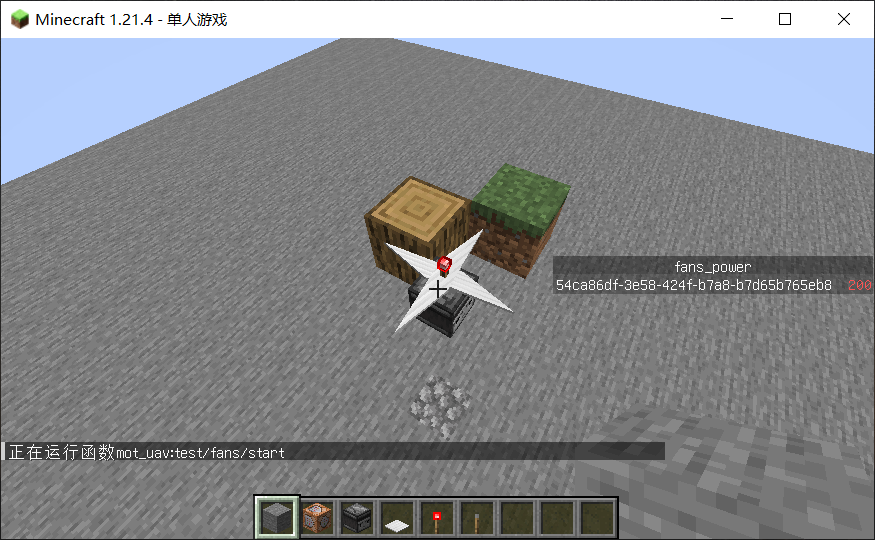 Minecraft 1.21.4 - 单人游戏
fans_power
54ca86df-3e58-424f-b7a8-b7d65b765eb8 200
正在运行函数mot_uav:test/fans/start